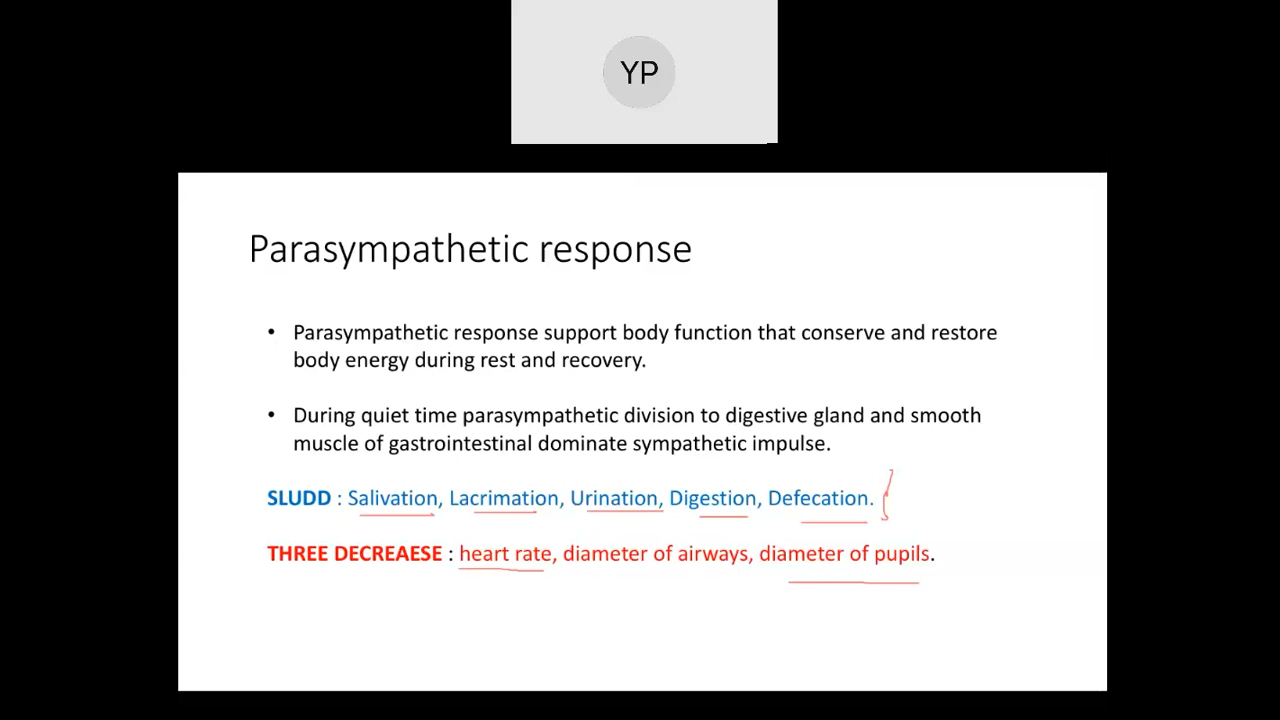 YP
Parasympathetic response
• Parasympathetic response support body function that conserve and restore
body energy during rest and recovery.
• During quiet time parasympathetic division to digestive gland and smooth
muscle of gastrointestinal dominate sympathetic impulse.
SLUDD : Salivation, Lacrimation, Urination, Digestion, Defecation.
THREE DECREAESE : heart rate, diameter of airways, diameter of pupils.